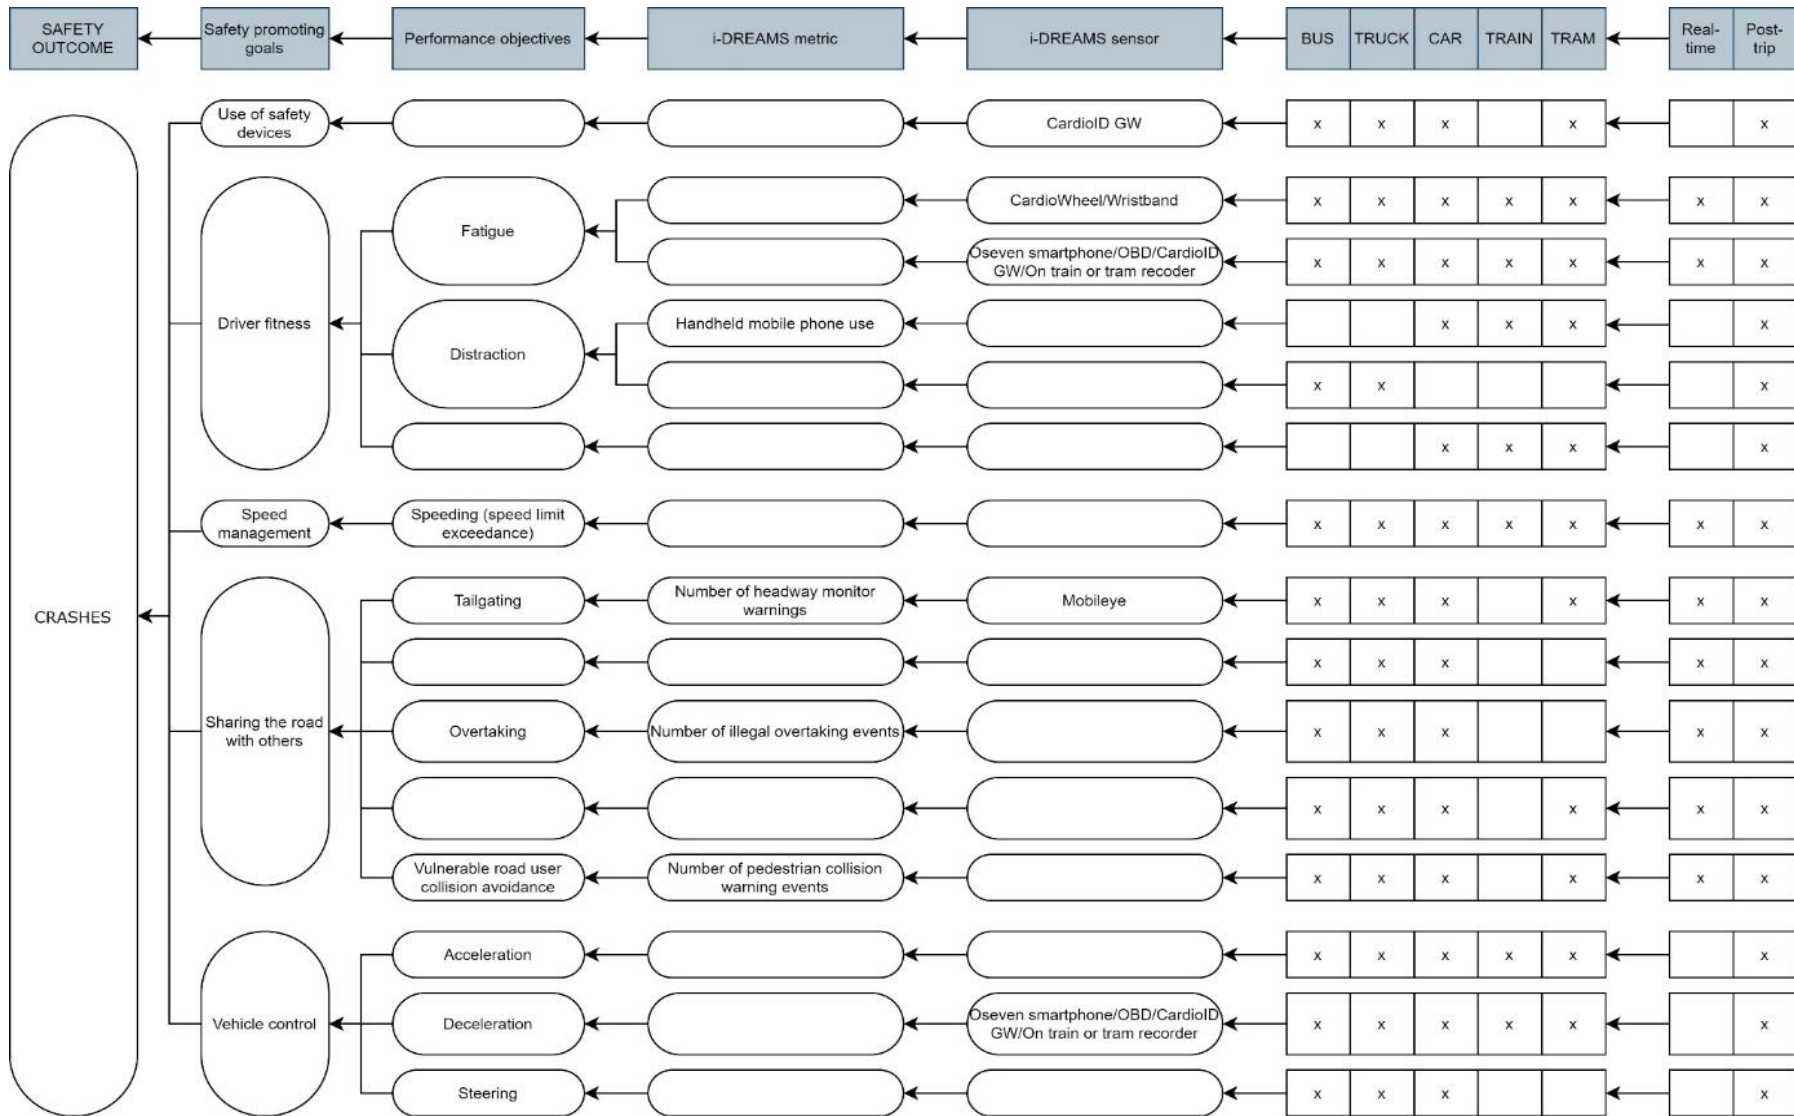 SAFETY
OUTCOME
Safety promoting
goals
Performance objectives
i-DREAMS metric
i-DREAMS sensor
BUS
TRUCK
CAR
TRAIN
TRAM
Real-
time
Post-
trip
CRASHES
Use of safety
devices
CardioID GW
x x x x x
Driver fitness
Fatigue
CardioWheel/Wristband
x x x x x x x
Oseven smartphone/OBD/CardioID
GW/On train or tram recoder
x x x x x x x
Distraction
Handheld mobile phone use
x x x x
x x x
x x x x
Speed
management
Speeding (speed limit
exceedance)
x x x x x x x
Sharing the road
with others
Tailgating
Number of headway monitor
warnings
Mobileye
x x x x x x
x x x x x
Overtaking
Number of illegal overtaking events
x x x x x
x x x x x x
Vulnerable road user
collision avoidance
Number of pedestrian collision
warning events
x x x x x x
Vehicle control
Acceleration
x x x x x x
Deceleration
Oseven smartphone/OBD/CardioID
GW/On train or tram recorder
x x x x x x
Steering
x x x x